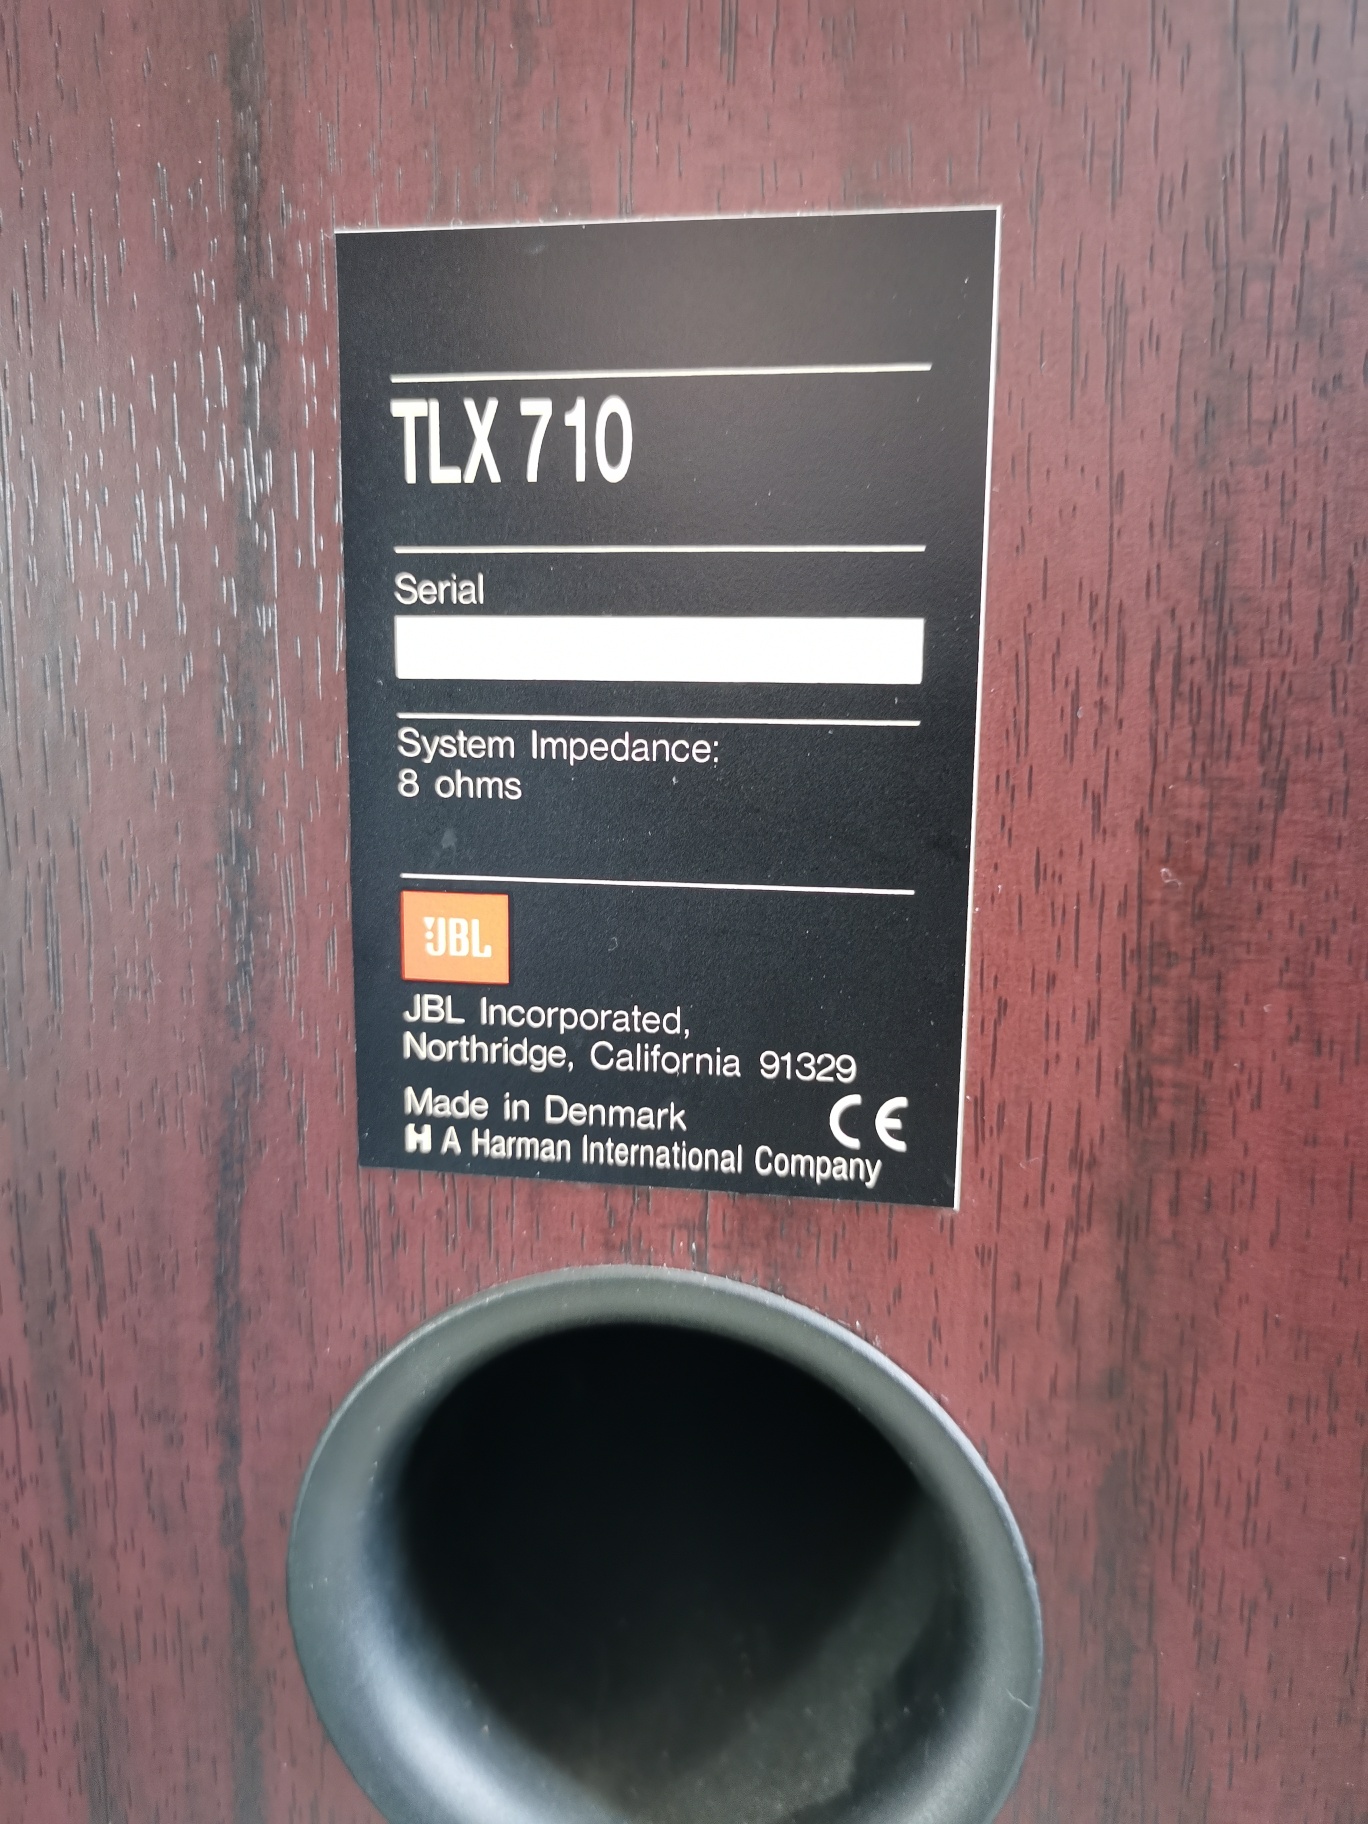 TLX 710
Serial
System Impedance:
8 ohms
JBL
JBL Incorporated,
Northridge, California 91329
Made in Denmark CE
H A Harman International Company